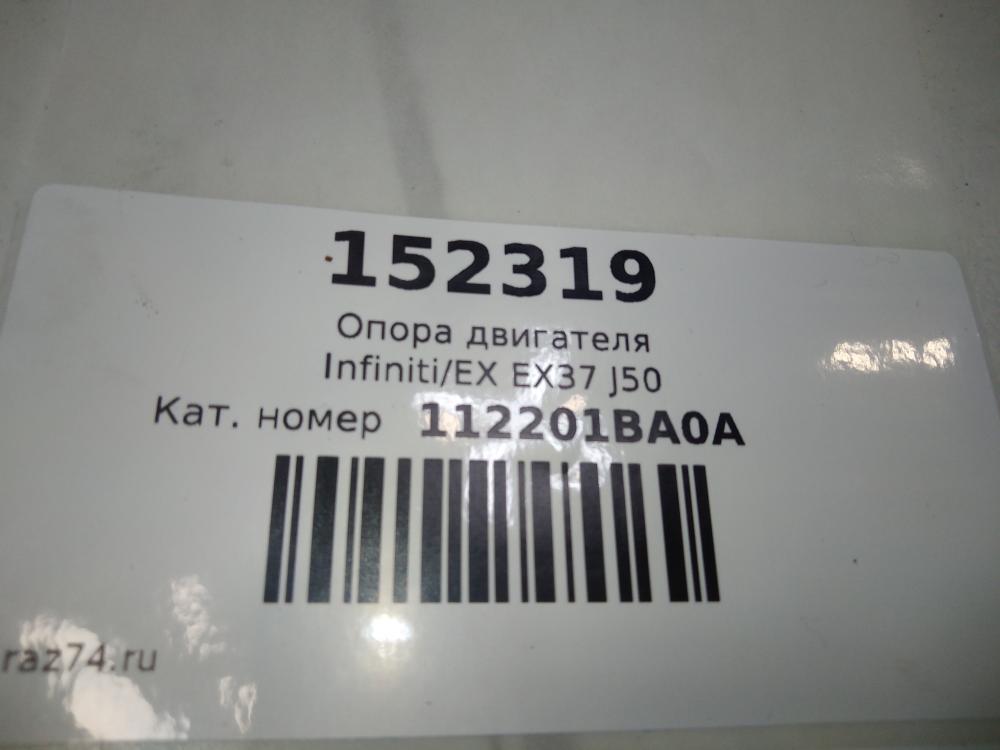 152319
Опора двигателя
Infiniti/EX EX37 J50
Кат. номер 112201BA0A
raz74.ru